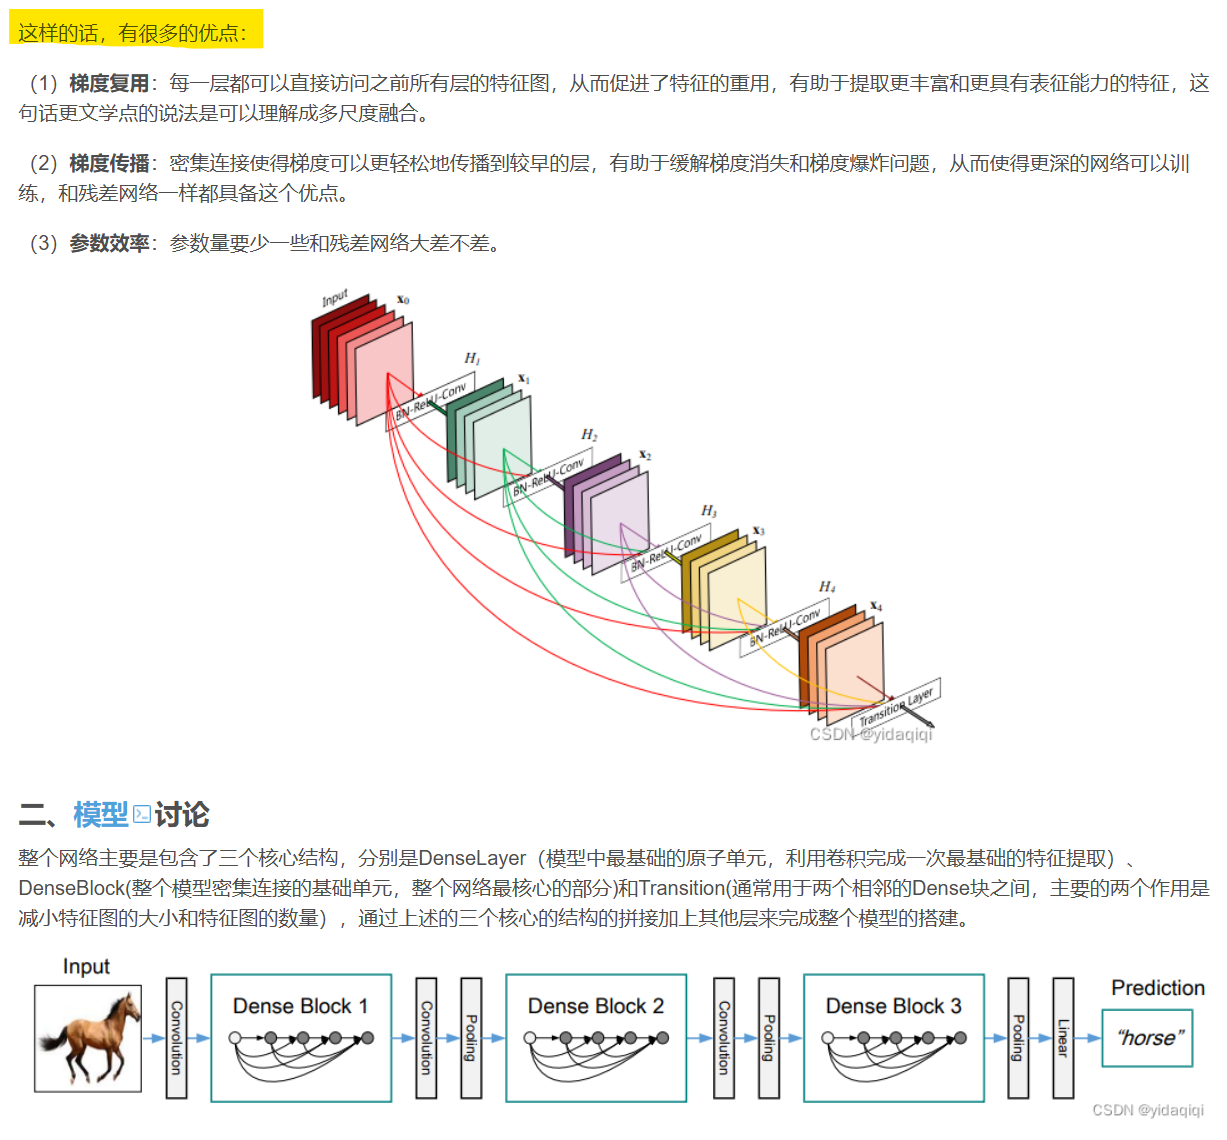 这样的话，有很多的优点：
（1）梯度复用：每一层都可以直接访问之前所有层的特征图，从而促进了特征的重用，有助于提取更丰富和更具有表征能力的特征，这
句话更文学点的说法是可以理解成多尺度融合。
（2）梯度传播：密集连接使得梯度可以更轻松地传播到较早的层，有助于缓解梯度消失和梯度爆炸问题，从而使得更深的网络可以训
练，和残差网络一样都具备这个优点。
（3）参数效率：参数量要少一些和残差网络大差不差。
Input
x0
H1
BN-ReLU-Conv
x1
H2
BN-ReLU-Conv
x2
H3
BN-ReLU-Conv
x3
H4
BN-ReLU-Conv
x4
Transition Layer
CSDN @yidaqiqi
二、模型讨论
整个网络主要是包含了三个核心结构，分别是DenseLayer（模型中最基础的原子单元，利用卷积完成一次最基础的特征提取）、
DenseBlock(整个模型密集连接的基础单元，整个网络最核心的部分)和Transition(通常用于两个相邻的Dense块之间，主要的两个作用是
减小特征图的大小和特征图的数量），通过上述的三个核心的结构的拼接加上其他层来完成整个模型的搭建。
Input
Convolution
Dense Block 1
Convolution
Pooling
Dense Block 2
Convolution
Pooling
Dense Block 3
Pooling
Linear
Prediction
“horse”
CSDN @yidaqiqi